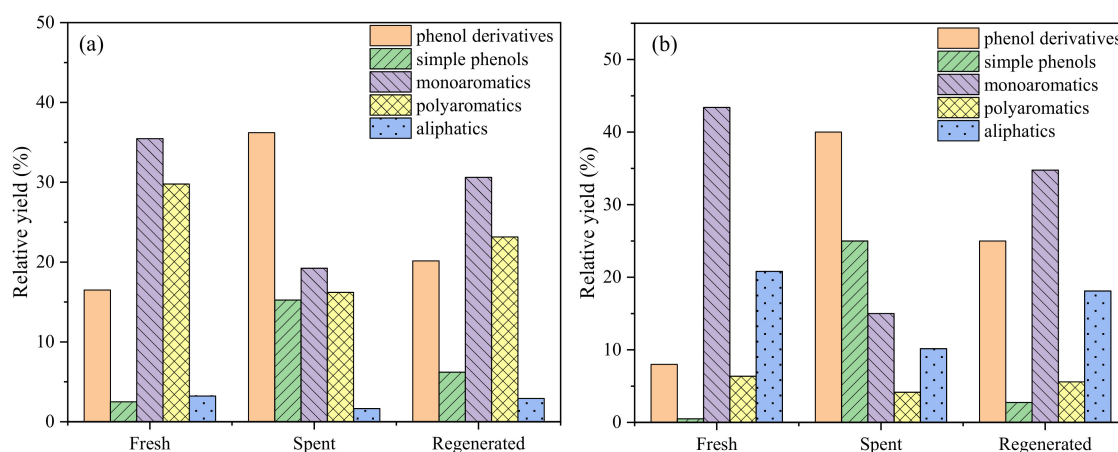 (a)
phenol derivatives
simple phenols
monoaromatics
polyaromatics
aliphatics
Relative yield (%)
50
40
30
20
10
0
Fresh Spent Regenerated
(b)
phenol derivatives
simple phenols
monoaromatics
polyaromatics
aliphatics
Relative yield (%)
50
40
30
20
10
0
Fresh Spent Regenerated